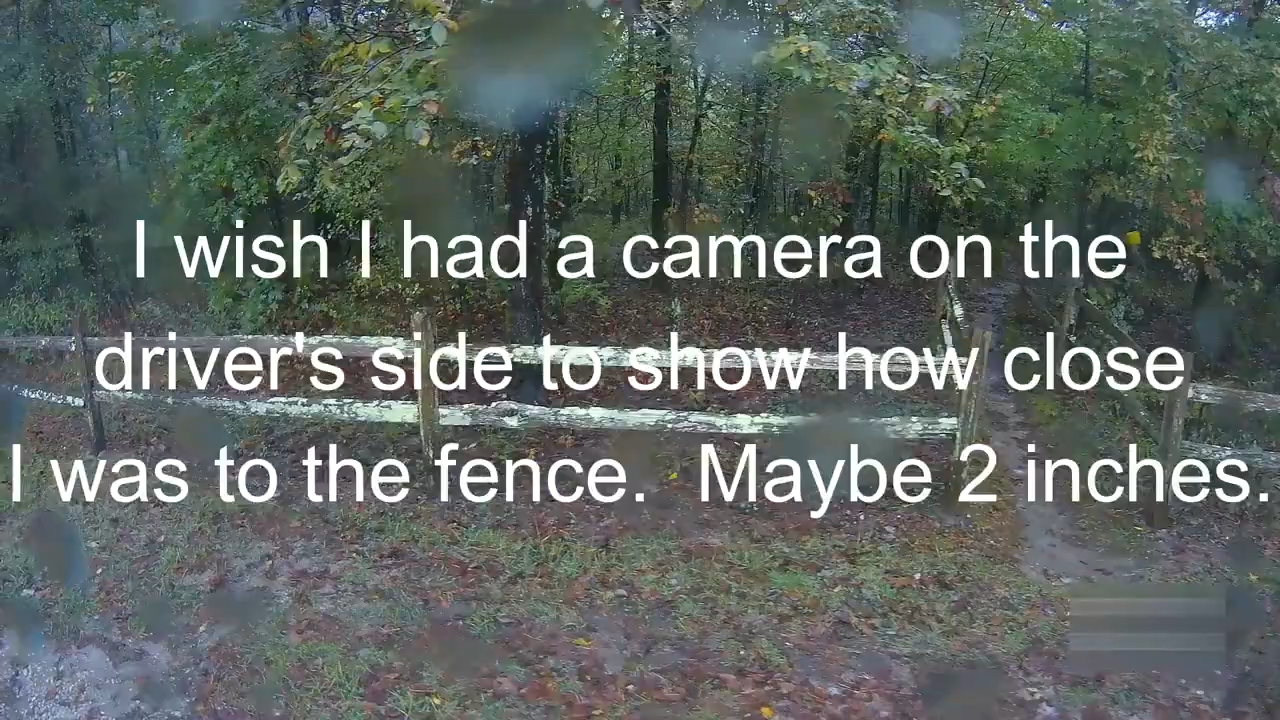 I wish I had a camera on the
driver's side to show how close
I was to the fence.  Maybe 2 inches.